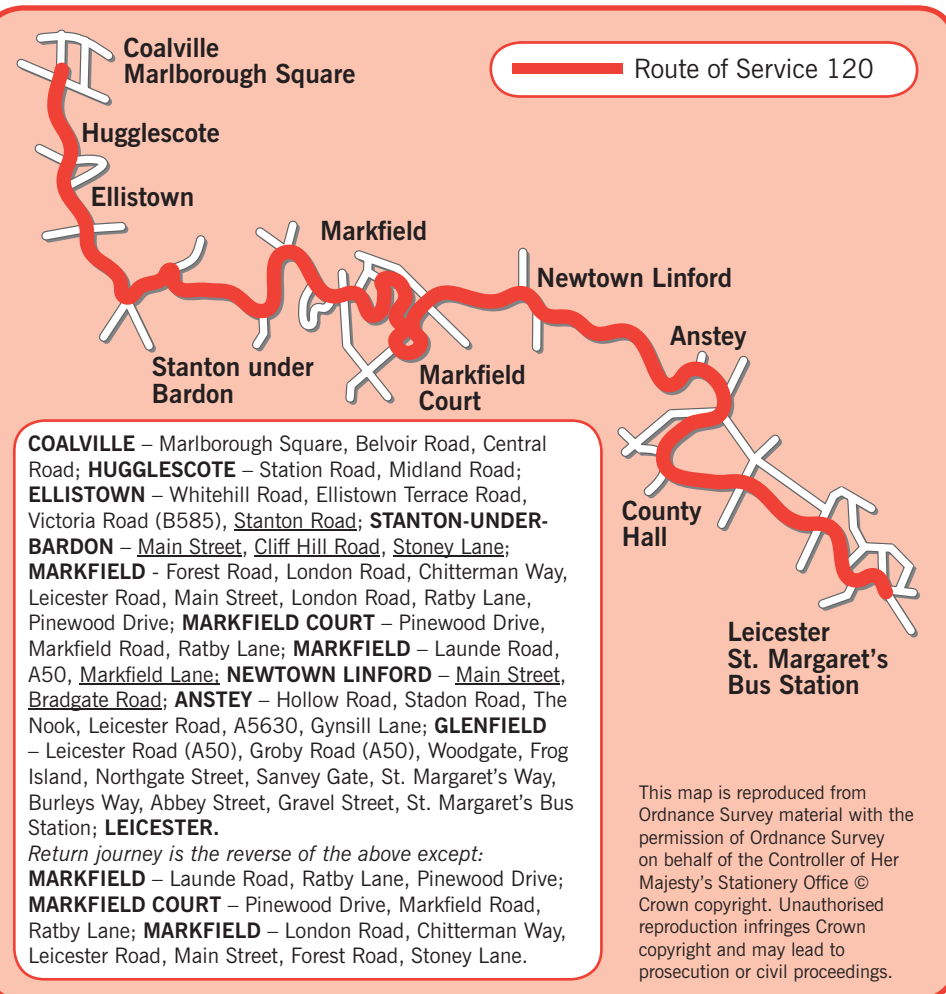 Coalville
Marlborough Square
Route of Service 120
Hugglescote
Ellistown
Markfield
Newtown Linford
Anstey
Stanton under
Bardon
Markfield
Court
County
Hall
Leicester
St. Margaret's
Bus Station
COALVILLE – Marlborough Square, Belvoir Road, Central
Road; HUGGLESCOTE – Station Road, Midland Road;
ELLISTOWN – Whitehill Road, Ellistown Terrace Road,
Victoria Road (B585), Stanton Road; STANTON-UNDER-
BARDON – Main Street, Cliff Hill Road, Stoney Lane;
MARKFIELD - Forest Road, London Road, Chitterman Way,
Leicester Road, Main Street, London Road, Ratby Lane,
Pinewood Drive; MARKFIELD COURT – Pinewood Drive,
Markfield Road, Ratby Lane; MARKFIELD – Launde Road,
A50, Markfield Lane; NEWTOWN LINFORD – Main Street,
Bradgate Road; ANSTEY – Hollow Road, Stadon Road, The
Nook, Leicester Road, A5630, Gynsill Lane; GLENFIELD
– Leicester Road (A50), Groby Road (A50), Woodgate, Frog
Island, Northgate Street, Sanvey Gate, St. Margaret's Way,
Burleys Way, Abbey Street, Gravel Street, St. Margaret's Bus
Station; LEICESTER.
Return journey is the reverse of the above except:
MARKFIELD – Launde Road, Ratby Lane, Pinewood Drive;
MARKFIELD COURT – Pinewood Drive, Markfield Road,
Ratby Lane; MARKFIELD – London Road, Chitterman Way,
Leicester Road, Main Street, Forest Road, Stoney Lane.
This map is reproduced from
Ordnance Survey material with the
permission of Ordnance Survey
on behalf of the Controller of Her
Majesty's Stationery Office ©
Crown copyright. Unauthorised
reproduction infringes Crown
copyright and may lead to
prosecution or civil proceedings.